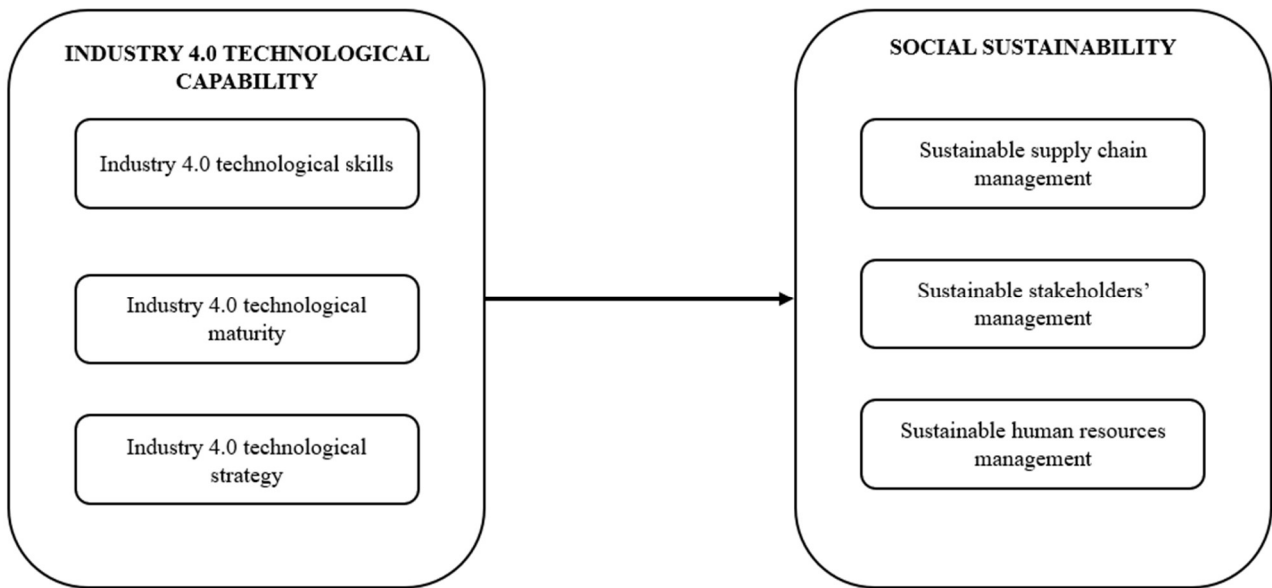 INDUSTRY 4.0 TECHNOLOGICAL
CAPABILITY
Industry 4.0 technological skills
Industry 4.0 technological
maturity
Industry 4.0 technological
strategy
SOCIAL SUSTAINABILITY
Sustainable supply chain
management
Sustainable stakeholders’
management
Sustainable human resources
management